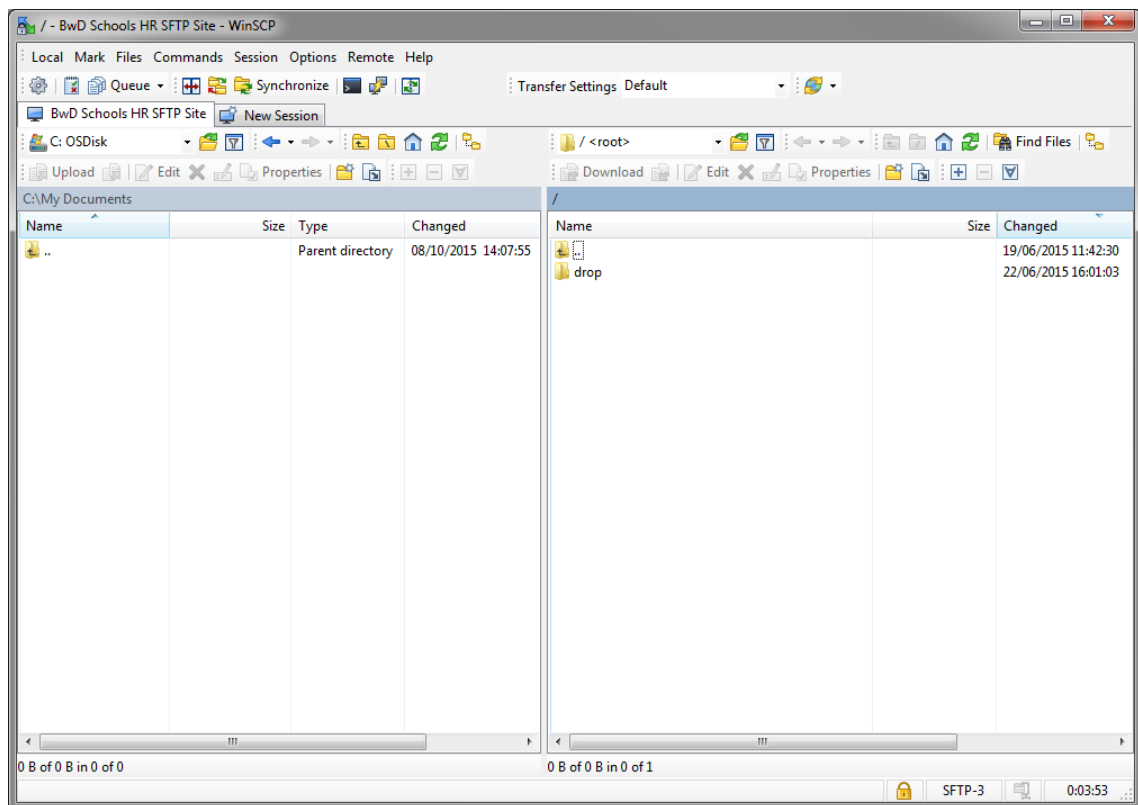 / - BwD Schools HR SFTP Site - WinSCP
Local Mark Files Commands Session Options Remote Help
Queue Synchronize Transfer Settings Default
BwD Schools HR SFTP Site New Session
C: OSDisk / <root> Find Files
Upload Edit Properties Download Edit Properties
C:\My Documents /
Name Size Type Changed Name Size Changed
.. Parent directory 08/10/2015 14:07:55 .. 19/06/2015 11:42:30
drop 22/06/2015 16:01:03
0 B of 0 B in 0 of 0 0 B of 0 B in 0 of 1
SFTP-3 0:03:53